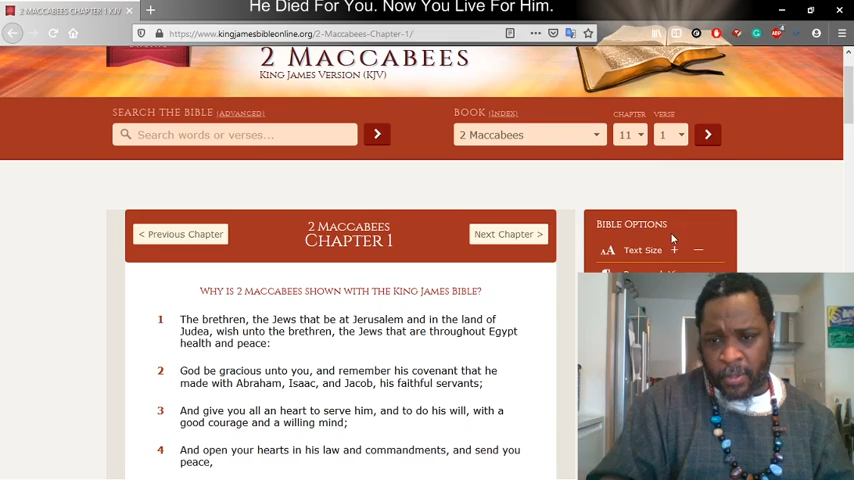 He Died For You. Now You Live For Him.
2 MACCABEES CHAPTER 1 KJV
https://www.kingjamesbibleonline.org/2-Maccabees-Chapter-1/
2 MACCABEES
KING JAMES VERSION (KJV)
SEARCH THE BIBLE (ADVANCED)
BOOK (INDEX)
CHAPTER
VERSE
Search words or verses...
2 Maccabees
11
1
< Previous Chapter
2 MACCABEES
CHAPTER 1
Next Chapter >
BIBLE OPTIONS
AA Text Size + −
WHY IS 2 MACCABEES SHOWN WITH THE KING JAMES BIBLE?
1 The brethren, the Jews that be at Jerusalem and in the land of
Judea, wish unto the brethren, the Jews that are throughout Egypt
health and peace:
2 God be gracious unto you, and remember his covenant that he
made with Abraham, Isaac, and Jacob, his faithful servants;
3 And give you all an heart to serve him, and to do his will, with a
good courage and a willing mind;
4 And open your hearts in his law and commandments, and send you
peace,